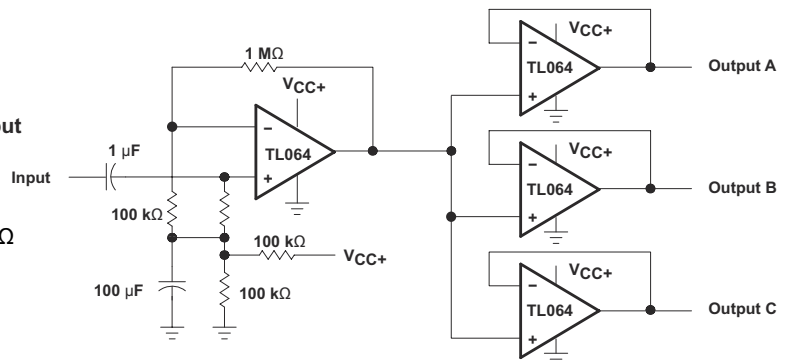 1 MΩ
VCC+
TL064
put
1 µF
Input
100 kΩ
Ω
100 kΩ
VCC+
100 µF
100 kΩ
VCC+
TL064
Output A
VCC+
TL064
Output B
VCC+
TL064
Output C
−
+
−
+
−
+
−
+